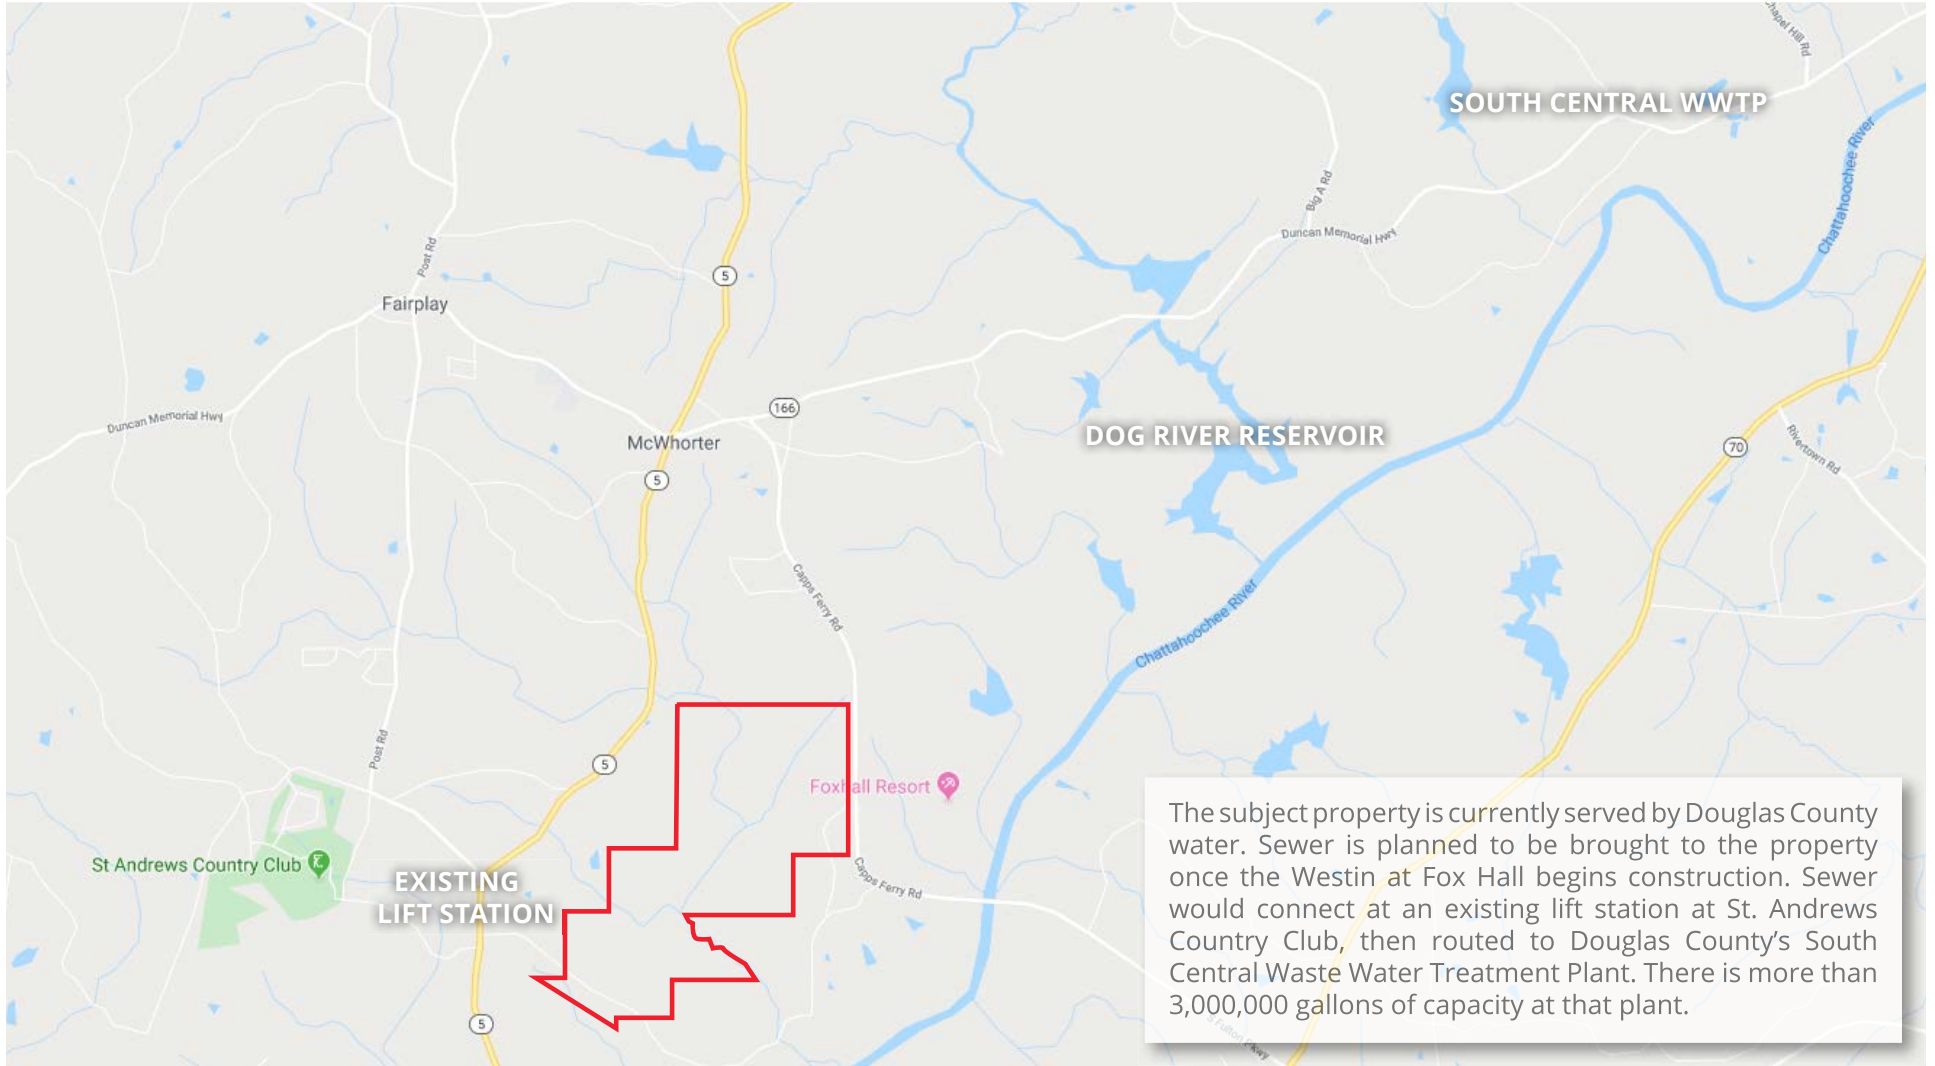 Chapel Hill Rd
SOUTH CENTRAL WWTP
Chattahoochee River
Big A Rd
Duncan Memorial Hwy
Post Rd
5
Fairplay
166
Duncan Memorial Hwy
McWhorter
DOG RIVER RESERVOIR
70
Rivertown Rd
5
Capps Ferry Rd
Chattahoochee River
Post Rd
5
Foxhall Resort
St Andrews Country Club
EXISTING
LIFT STATION
Capps Ferry Rd
5
The subject property is currently served by Douglas County
water. Sewer is planned to be brought to the property
once the Westin at Fox Hall begins construction. Sewer
would connect at an existing lift station at St. Andrews
Country Club, then routed to Douglas County’s South
Central Waste Water Treatment Plant. There is more than
3,000,000 gallons of capacity at that plant.
S Fulton Pkwy